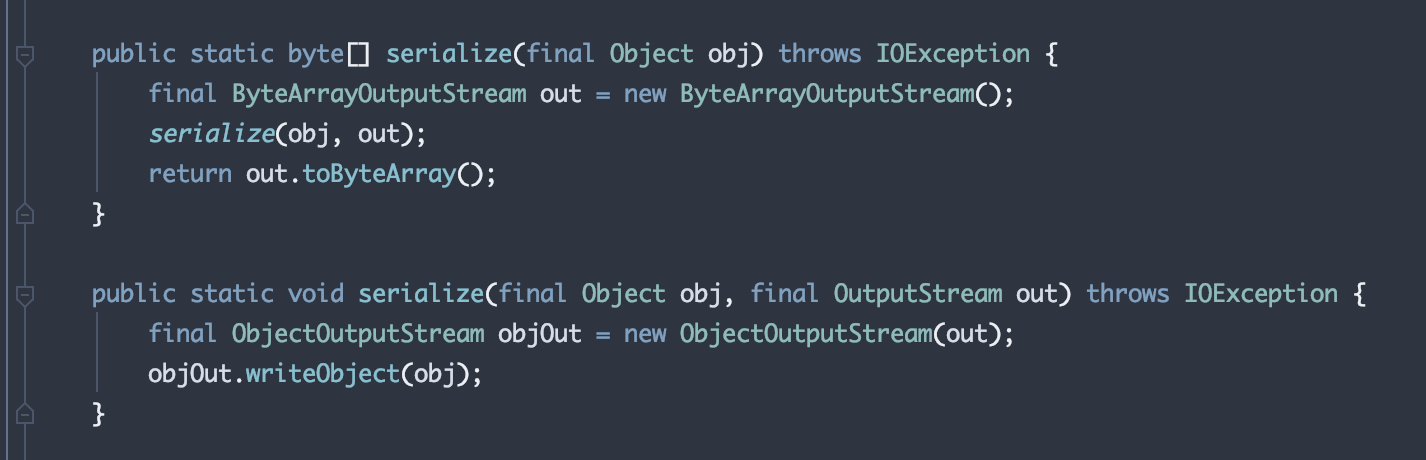 public static byte[] serialize(final Object obj) throws IOException {
    final ByteArrayOutputStream out = new ByteArrayOutputStream();
    serialize(obj, out);
    return out.toByteArray();
}

public static void serialize(final Object obj, final OutputStream out) throws IOException {
    final ObjectOutputStream objOut = new ObjectOutputStream(out);
    objOut.writeObject(obj);
}